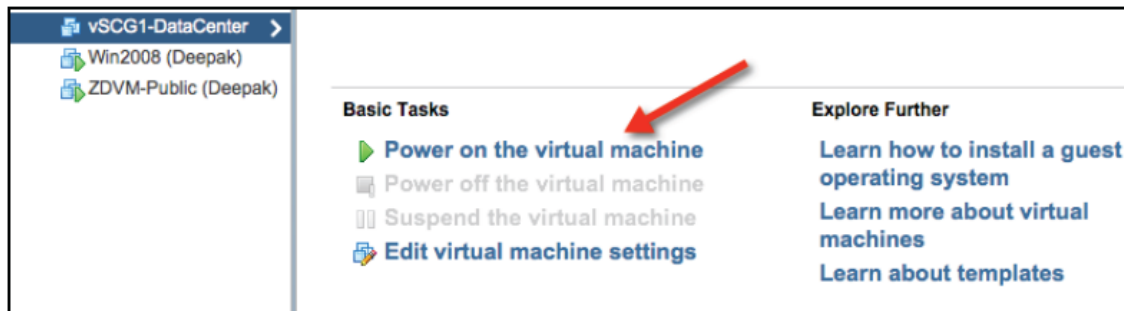 vSCG1-DataCenter
Win2008 (Deepak)
ZDVM-Public (Deepak)
Basic Tasks
Power on the virtual machine
Power off the virtual machine
Suspend the virtual machine
Edit virtual machine settings
Explore Further
Learn how to install a guest
operating system
Learn more about virtual
machines
Learn about templates